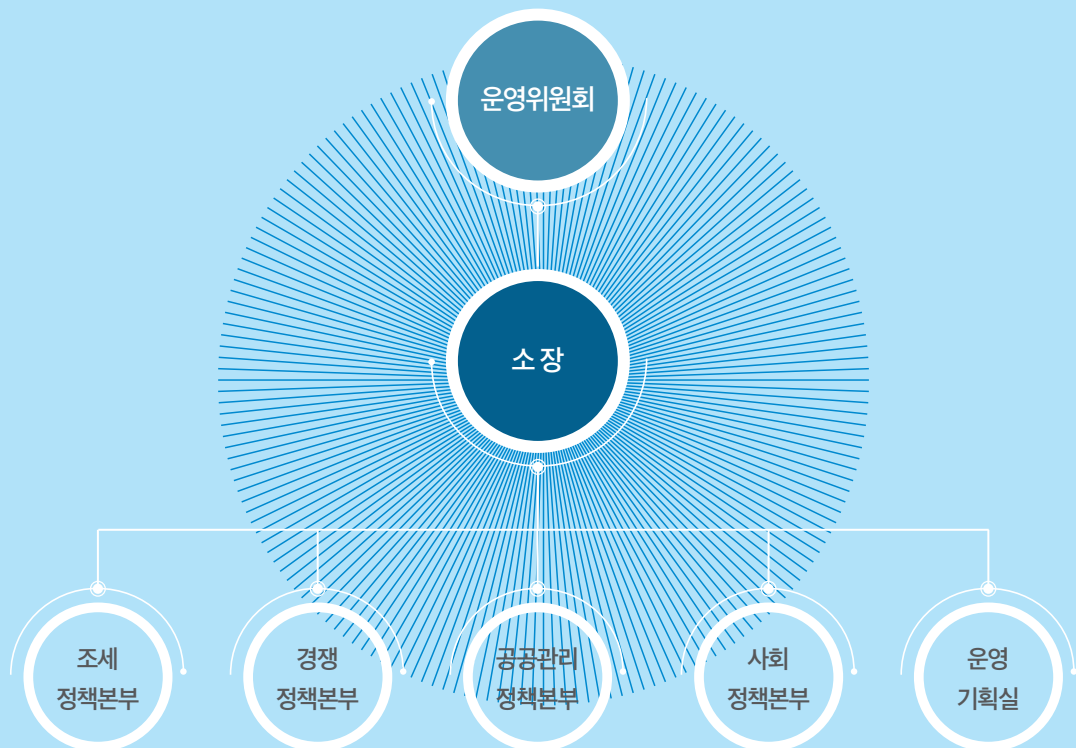 운영위원회
소 장
조세
정책본부
경쟁
정책본부
공공관리
정책본부
사회
정책본부
운영
기획실